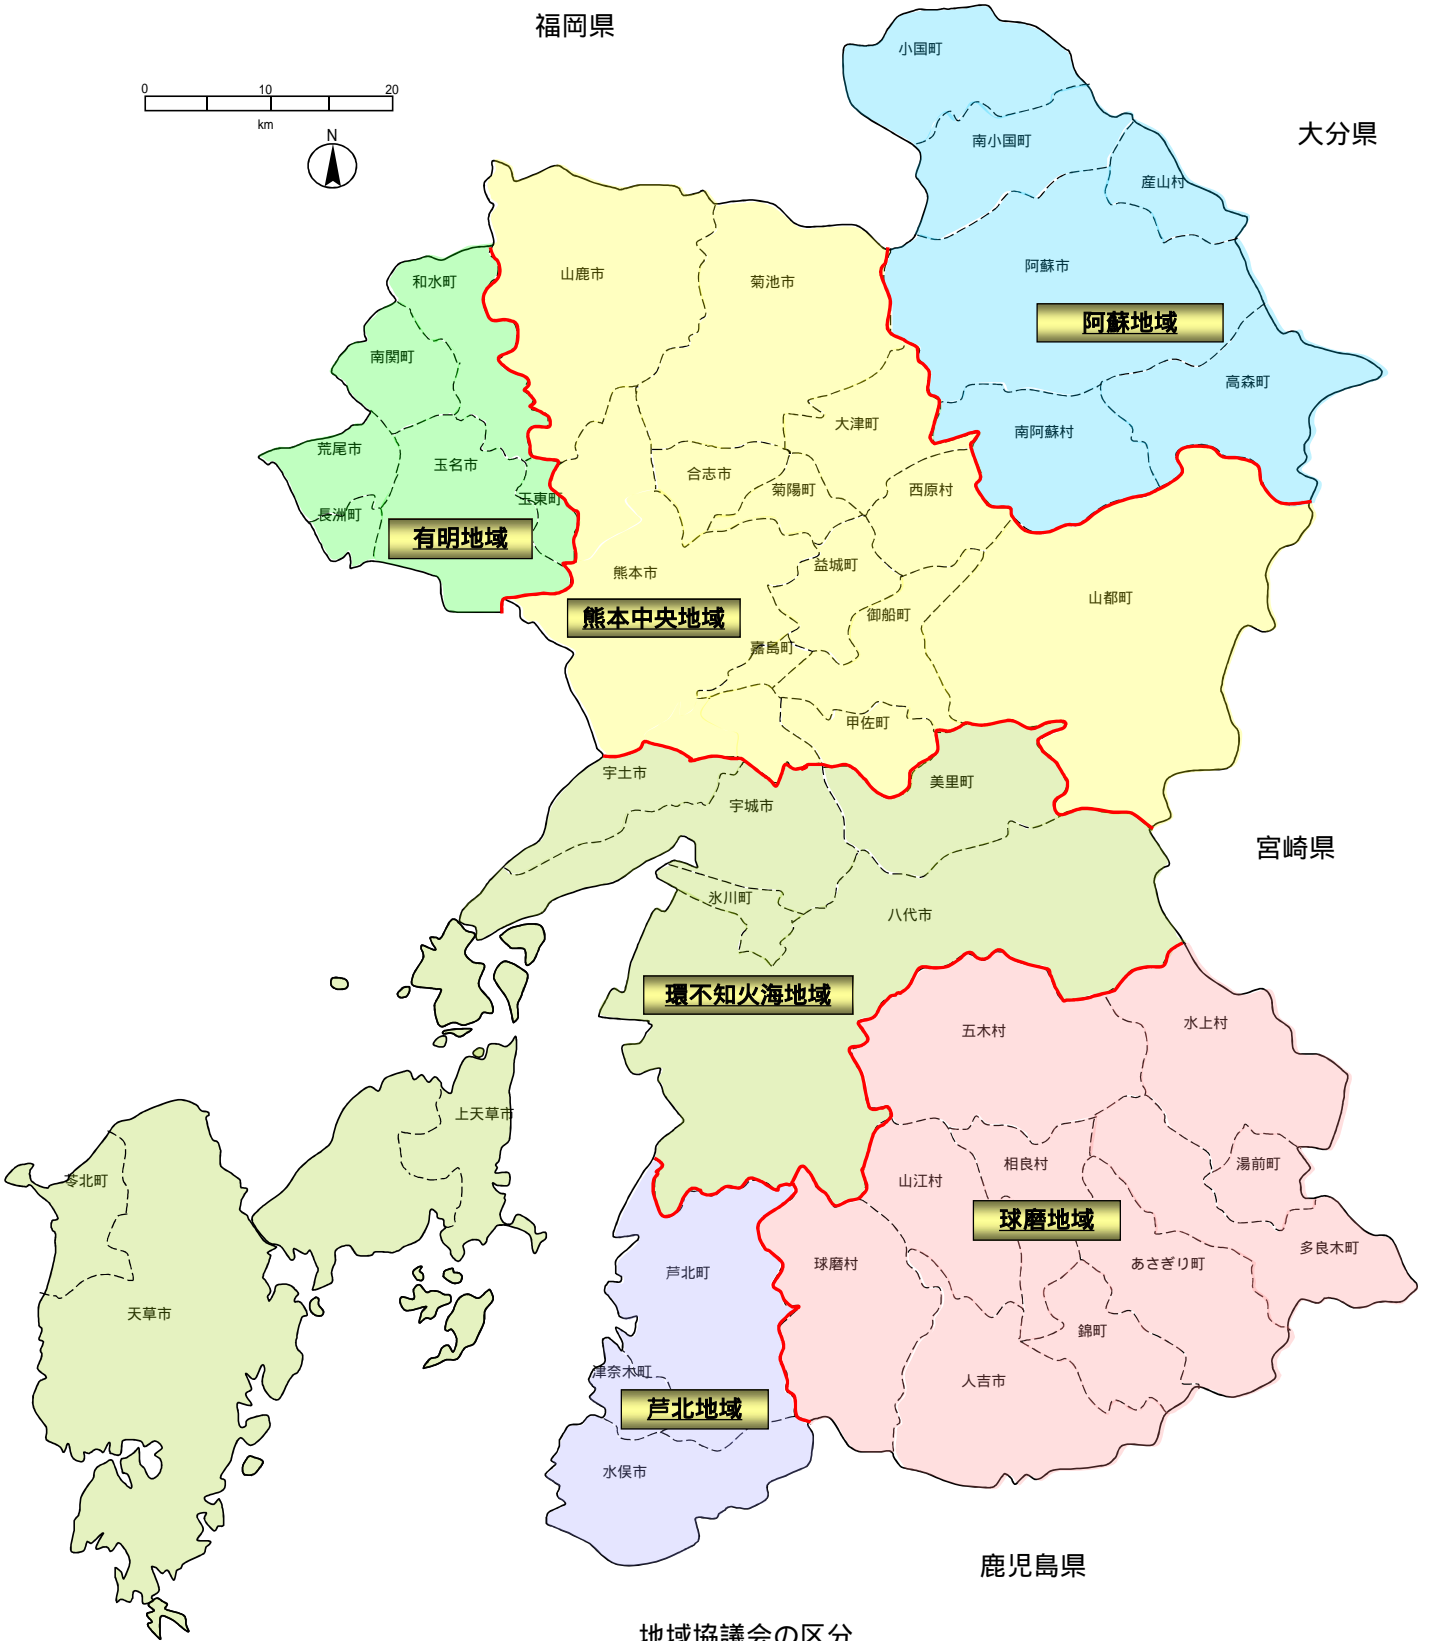 福岡県
小国町
0 10 20
km
N
大分県
南小国町
産山村
阿蘇市
山鹿市
菊池市
和水町
阿蘇地域
南関町
高森町
大津町
南阿蘇村
荒尾市
玉名市
合志市
菊陽町
西原村
玉東町
長洲町
有明地域
益城町
熊本市
山都町
御船町
熊本中央地域
嘉島町
甲佐町
宇土市
美里町
宇城市
宮崎県
氷川町
八代市
環不知火海地域
五木村
水上村
上天草市
相良村
湯前町
苓北町
山江村
球磨地域
多良木町
球磨村
あさぎり町
芦北町
天草市
錦町
津奈木町
人吉市
芦北地域
水俣市
鹿児島県
地域協議会の区分